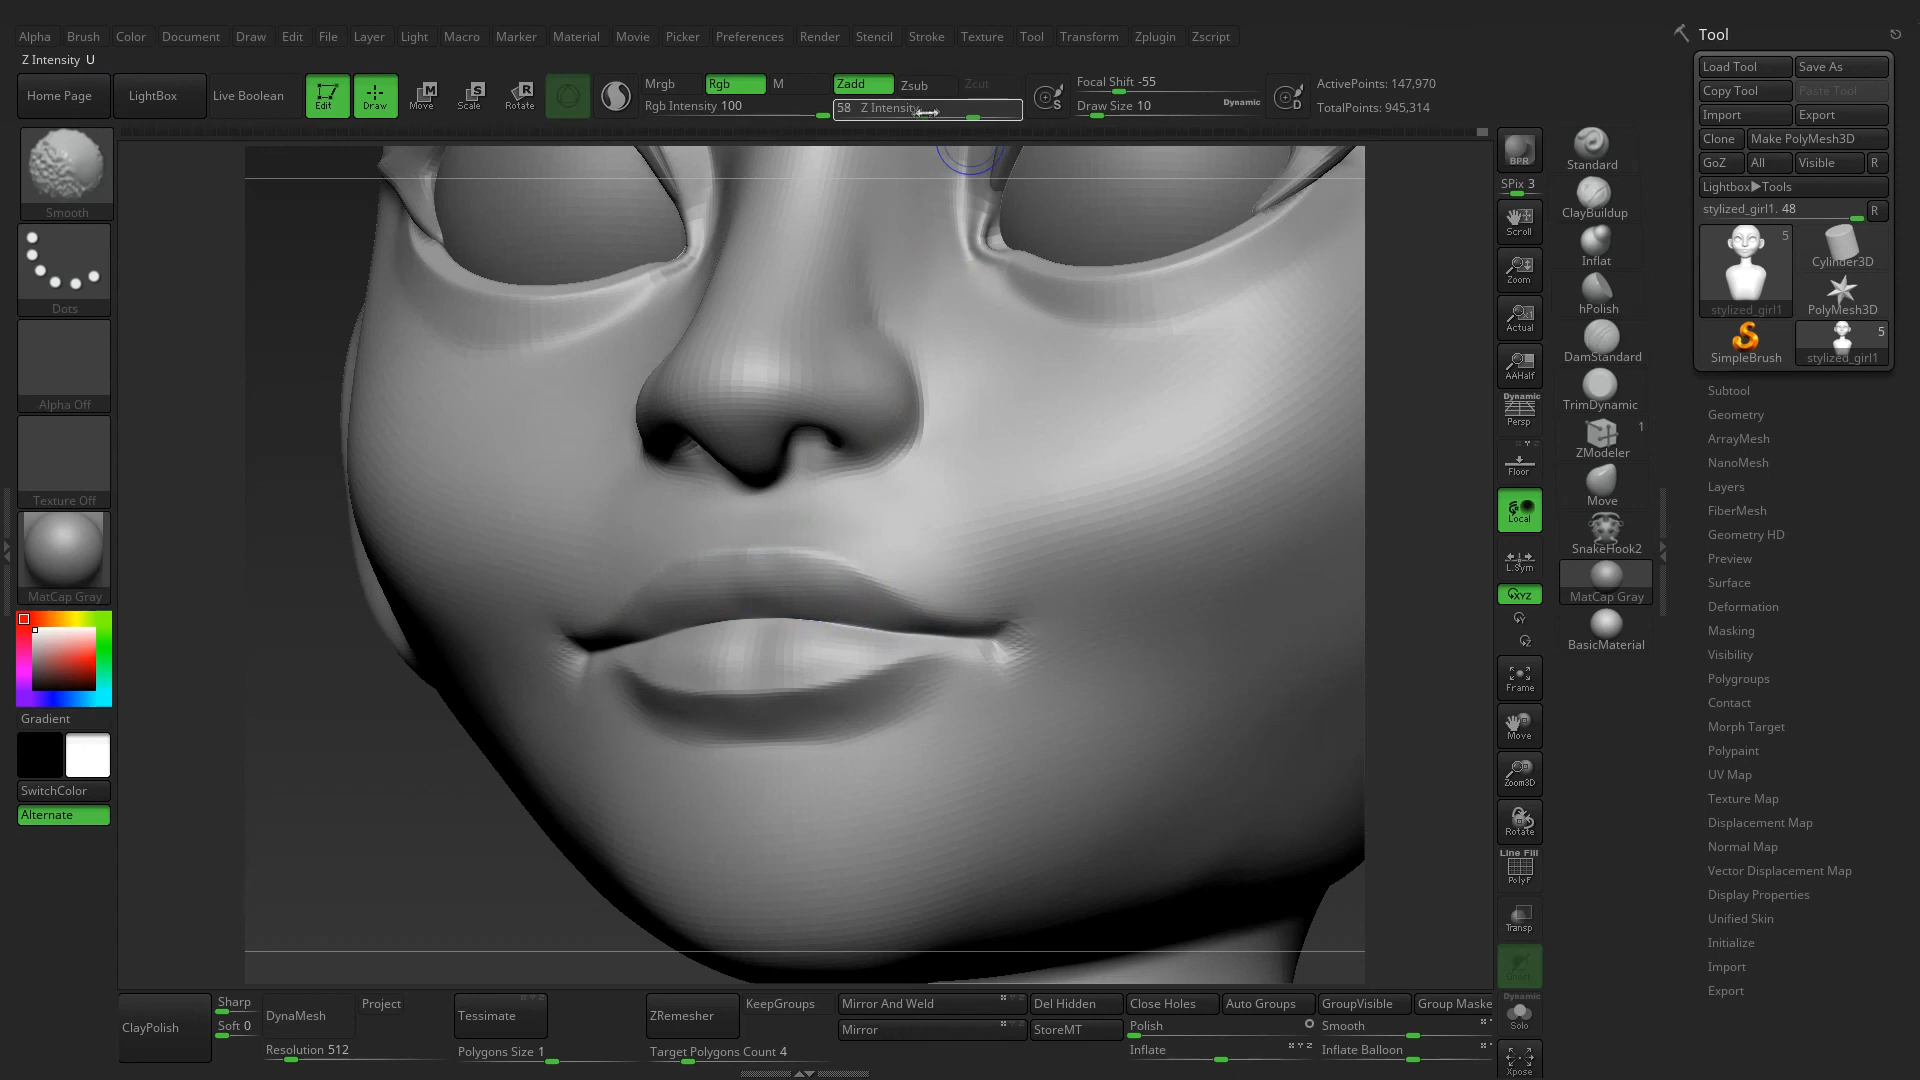 Alpha Brush Color Document Draw Edit File Layer Light Macro Marker Material Movie Picker Preferences Render Stencil Stroke Texture Tool Transform Zplugin Zscript
Z Intensity U
Home Page
LightBox
Live Boolean
Edit
Draw
Move
Scale
Rotate
Mrgb
Rgb
M
Rgb Intensity 100
Zadd
Zsub
Zcut
58 Z Intensity
Focal Shift -55
Draw Size 10
Dynamic
ActivePoints: 147,970
TotalPoints: 945,314
Smooth
Dots
Alpha Off
Texture Off
MatCap Gray
Gradient
SwitchColor
Alternate
BPR
SPix 3
Scroll
Zoom
Actual
AAHalf
Dynamic
Persp
Floor
Local
L.Sym
XYZ
Frame
Move
Zoom3D
Rotate
Line Fill
PolyF
Transp
Dynamic
Solo
Xpose
Standard
ClayBuildup
Inflat
hPolish
DamStandard
TrimDynamic
1
ZModeler
Move
SnakeHook2
MatCap Gray
BasicMaterial
Tool
Load Tool
Save As
Copy Tool
Paste Tool
Import
Export
Clone
Make PolyMesh3D
GoZ
All
Visible
R
Lightbox▶Tools
stylized_girl1. 48
R
5
stylized_girl1
Cylinder3D
PolyMesh3D
SimpleBrush
5
stylized_girl1
Subtool
Geometry
ArrayMesh
NanoMesh
Layers
FiberMesh
Geometry HD
Preview
Surface
Deformation
Masking
Visibility
Polygroups
Contact
Morph Target
Polypaint
UV Map
Texture Map
Displacement Map
Normal Map
Vector Displacement Map
Display Properties
Unified Skin
Initialize
Import
Export
ClayPolish
Sharp
Soft 0
DynaMesh
Project
Resolution 512
Tessimate
Polygons Size 1
ZRemesher
KeepGroups
Target Polygons Count 4
Mirror And Weld
Mirror
Del Hidden
StoreMT
Close Holes
Auto Groups
GroupVisible
Group Maske
Polish
Smooth
Inflate
Inflate Balloon